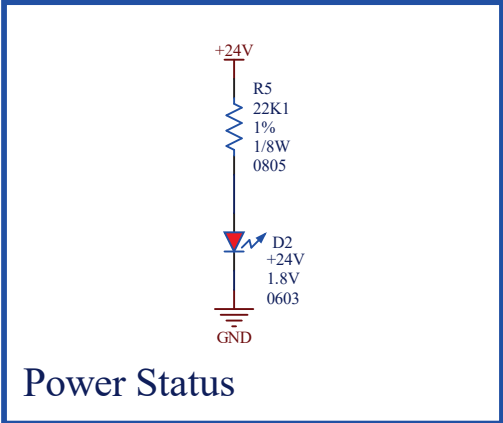 +24V
R5
22K1
1%
1/8W
0805
D2
+24V
1.8V
0603
GND
Power Status